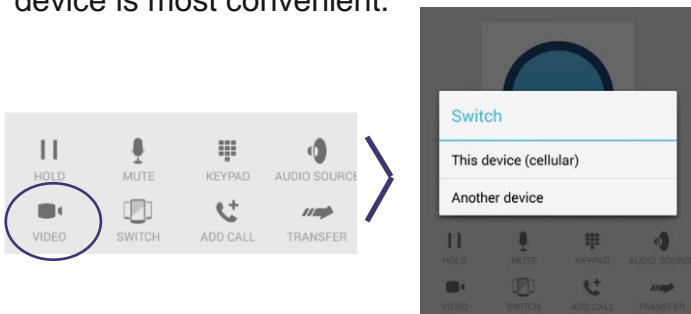 device is most convenient.
HOLD MUTE KEYPAD AUDIO SOURCE
VIDEO SWITCH ADD CALL TRANSFER
Switch
This device (cellular)
Another device
HOLD MUTE KEYPAD AUDIO SOURCE
VIDEO SWITCH ADD CALL TRANSFER